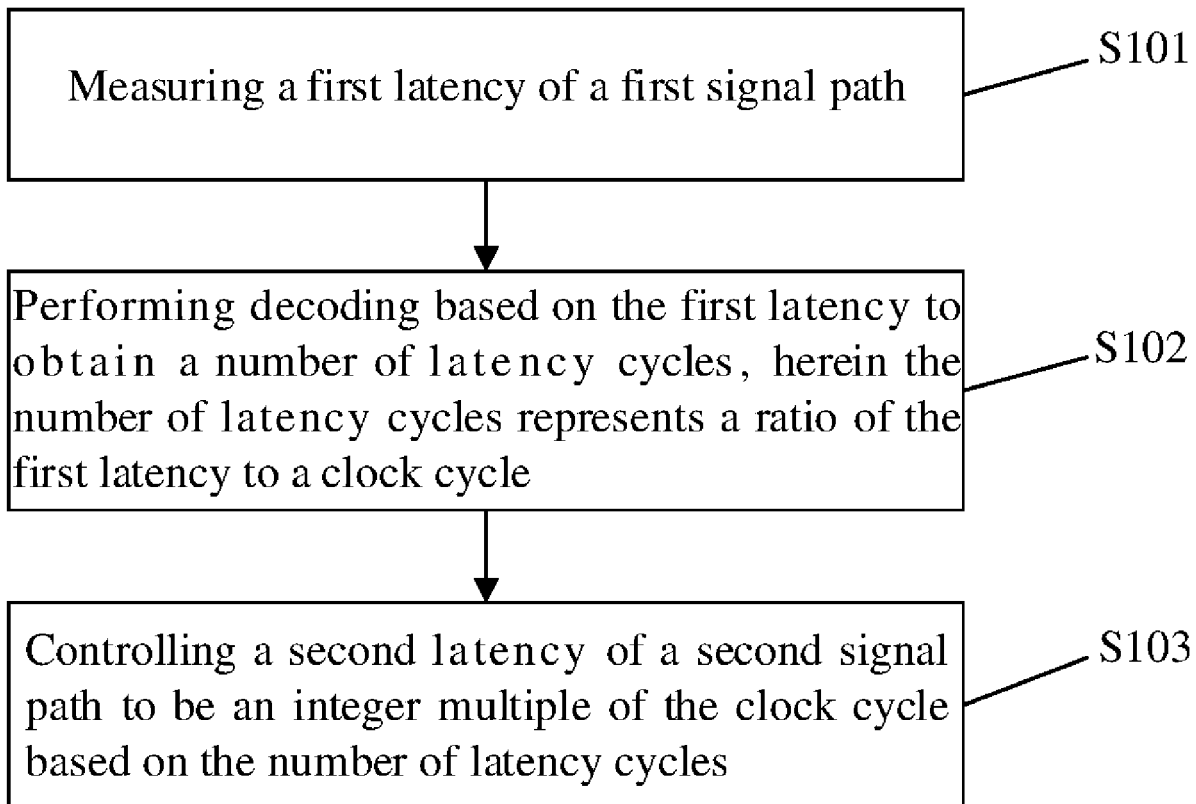 Measuring a first latency of a first signal path
S101
Performing decoding based on the first latency to
obtain a number of latency cycles, herein the
number of latency cycles represents a ratio of the
first latency to a clock cycle
S102
Controlling a second latency of a second signal
path to be an integer multiple of the clock cycle
based on the number of latency cycles
S103